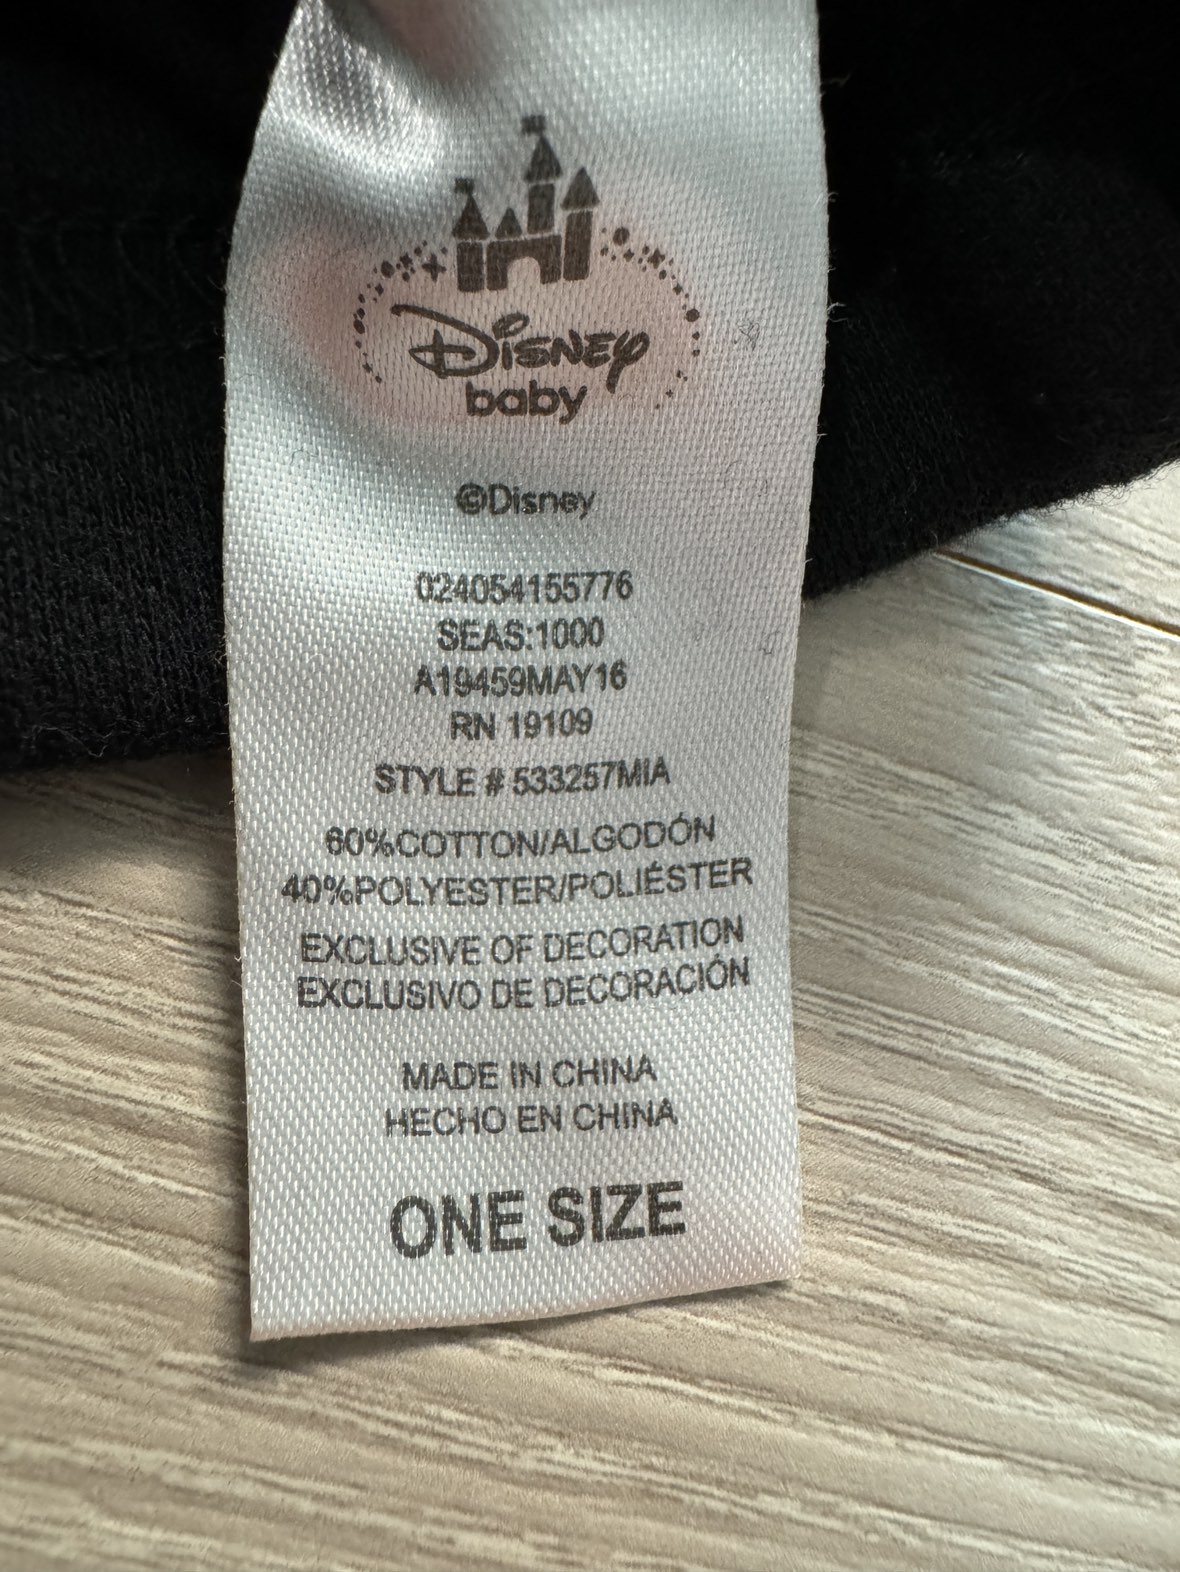 Disney
baby
©Disney
024054155776
SEAS:1000
A19459MAY16
RN 19109
STYLE # 533257MIA
60%COTTON/ALGODÓN
40%POLYESTER/POLIÉSTER
EXCLUSIVE OF DECORATION
EXCLUSIVO DE DECORACIÓN
MADE IN CHINA
HECHO EN CHINA
ONE SIZE